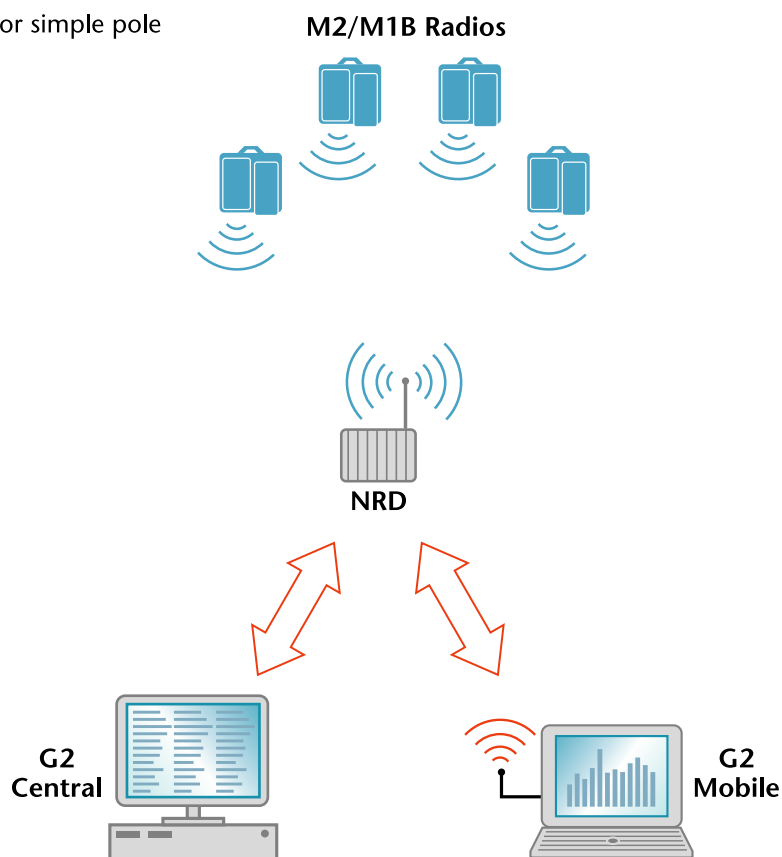 or simple pole
M2/M1B Radios
NRD
G2
Central
G2
Mobile